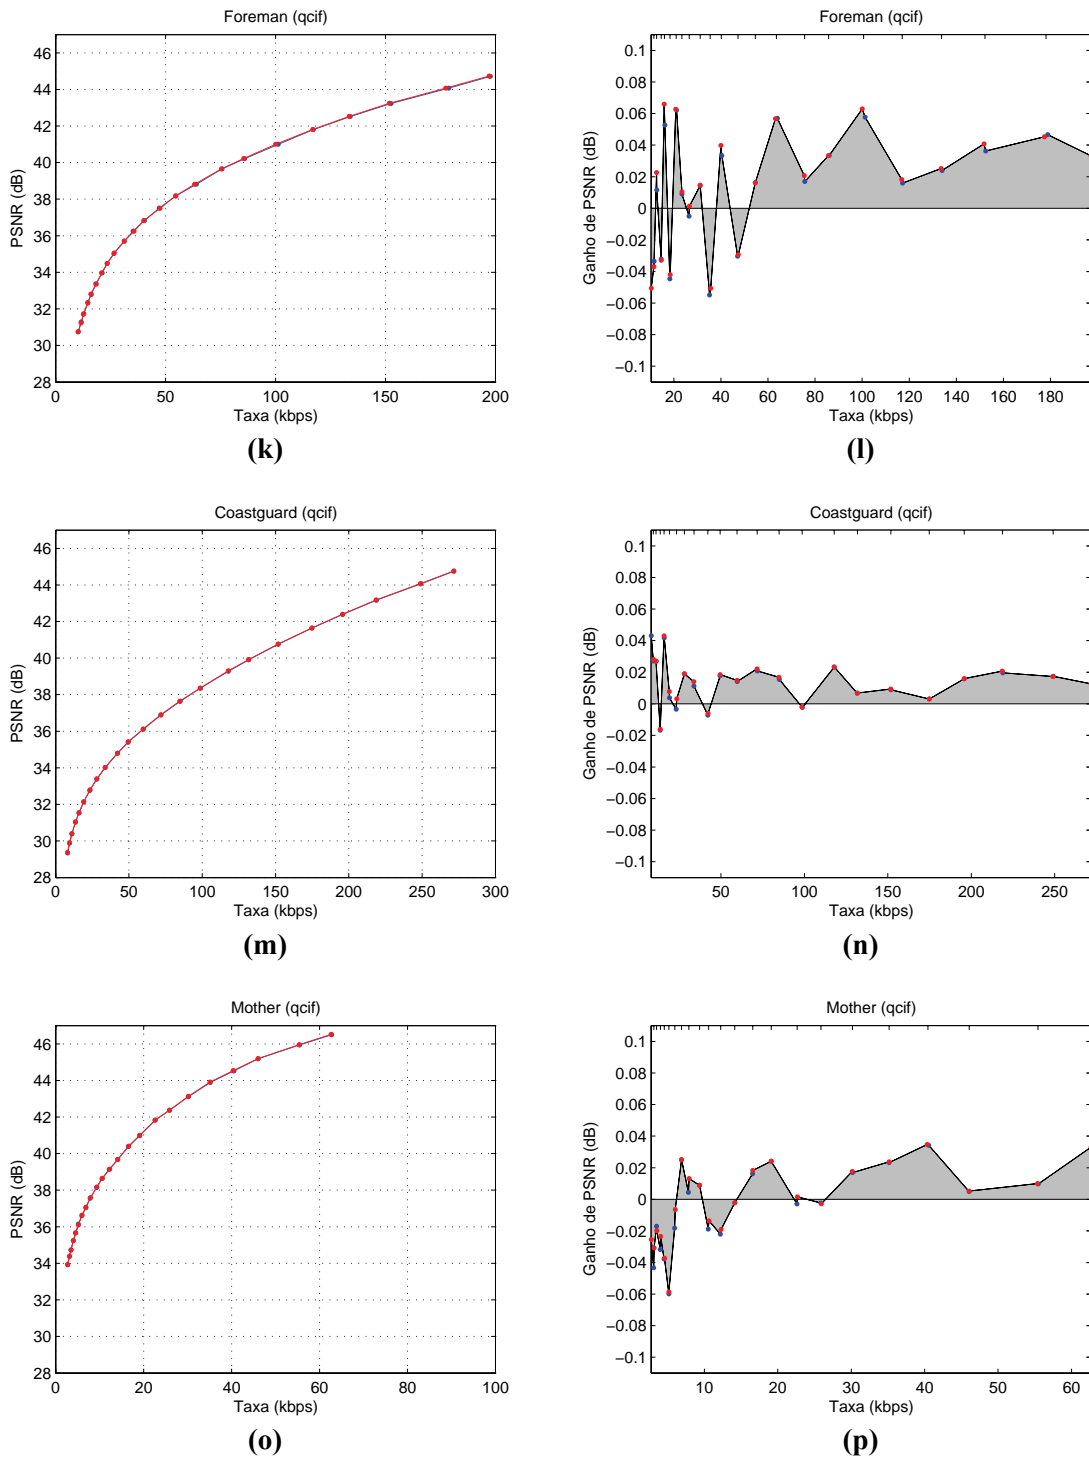 Foreman (qcif)
PSNR (dB)
46
44
42
40
38
36
34
32
30
28
0 50 100 150 200
Taxa (kbps)
(k)
Foreman (qcif)
Ganho de PSNR (dB)
0.1
0.08
0.06
0.04
0.02
0
−0.02
−0.04
−0.06
−0.08
−0.1
20 40 60 80 100 120 140 160 180
Taxa (kbps)
(l)
Coastguard (qcif)
PSNR (dB)
46
44
42
40
38
36
34
32
30
28
0 50 100 150 200 250 300
Taxa (kbps)
(m)
Coastguard (qcif)
Ganho de PSNR (dB)
0.1
0.08
0.06
0.04
0.02
0
−0.02
−0.04
−0.06
−0.08
−0.1
50 100 150 200 250
Taxa (kbps)
(n)
Mother (qcif)
PSNR (dB)
46
44
42
40
38
36
34
32
30
28
0 20 40 60 80 100
Taxa (kbps)
(o)
Mother (qcif)
Ganho de PSNR (dB)
0.1
0.08
0.06
0.04
0.02
0
−0.02
−0.04
−0.06
−0.08
−0.1
10 20 30 40 50 60
Taxa (kbps)
(p)